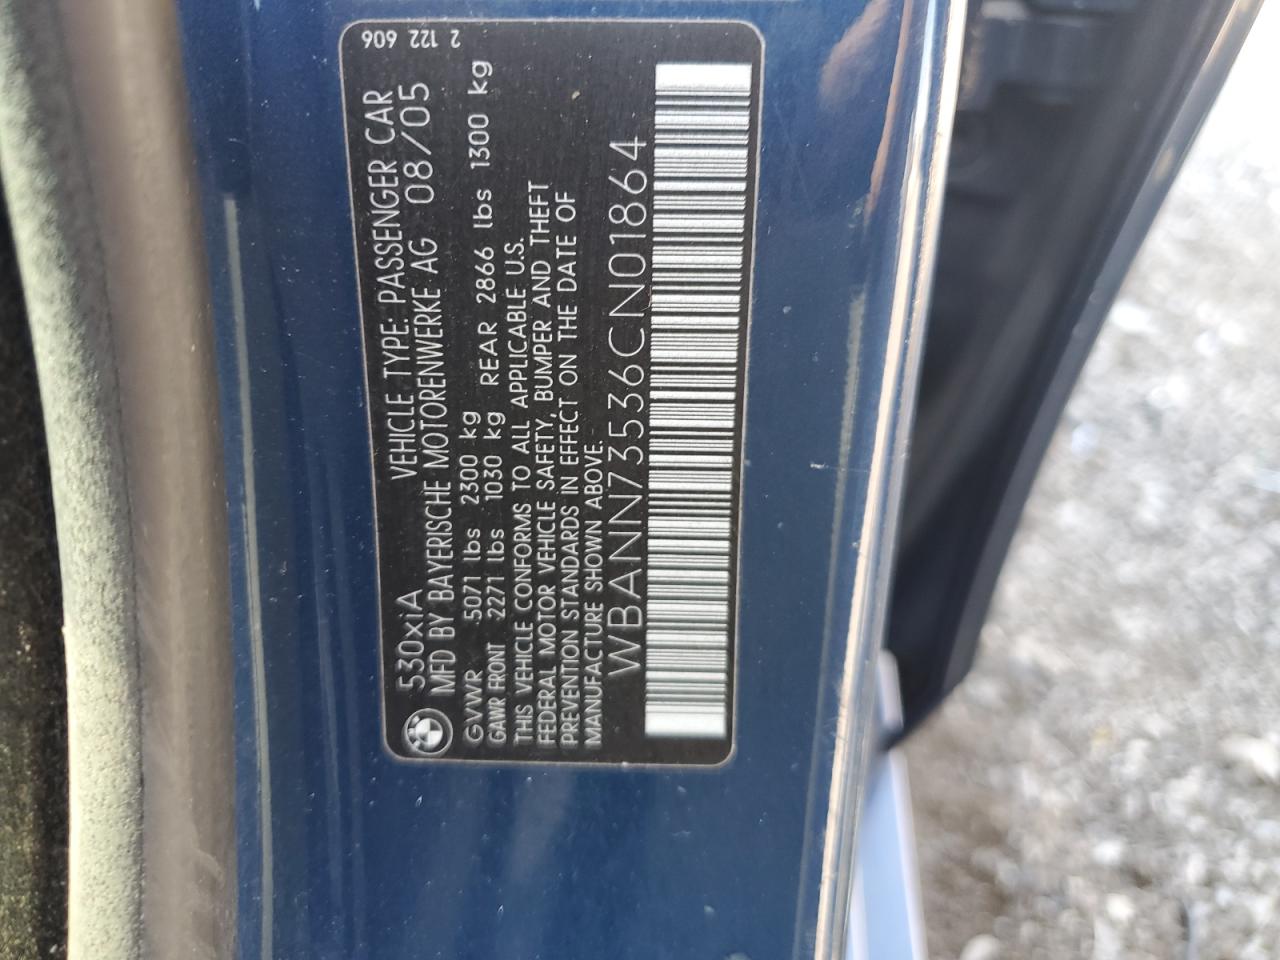 2 122 606
530xiA VEHICLE TYPE: PASSENGER CAR
MFD BY BAYERISCHE MOTORENWERKE AG 08/05
GVWR 5071 lbs 2300 kg
GAWR FRONT 2271 lbs 1030 kg REAR 2866 lbs 1300 kg
THIS VEHICLE CONFORMS TO ALL APPLICABLE U.S.
FEDERAL MOTOR VEHICLE SAFETY, BUMPER AND THEFT
PREVENTION STANDARDS IN EFFECT ON THE DATE OF
MANUFACTURE SHOWN ABOVE.
WBANN73536CN01864